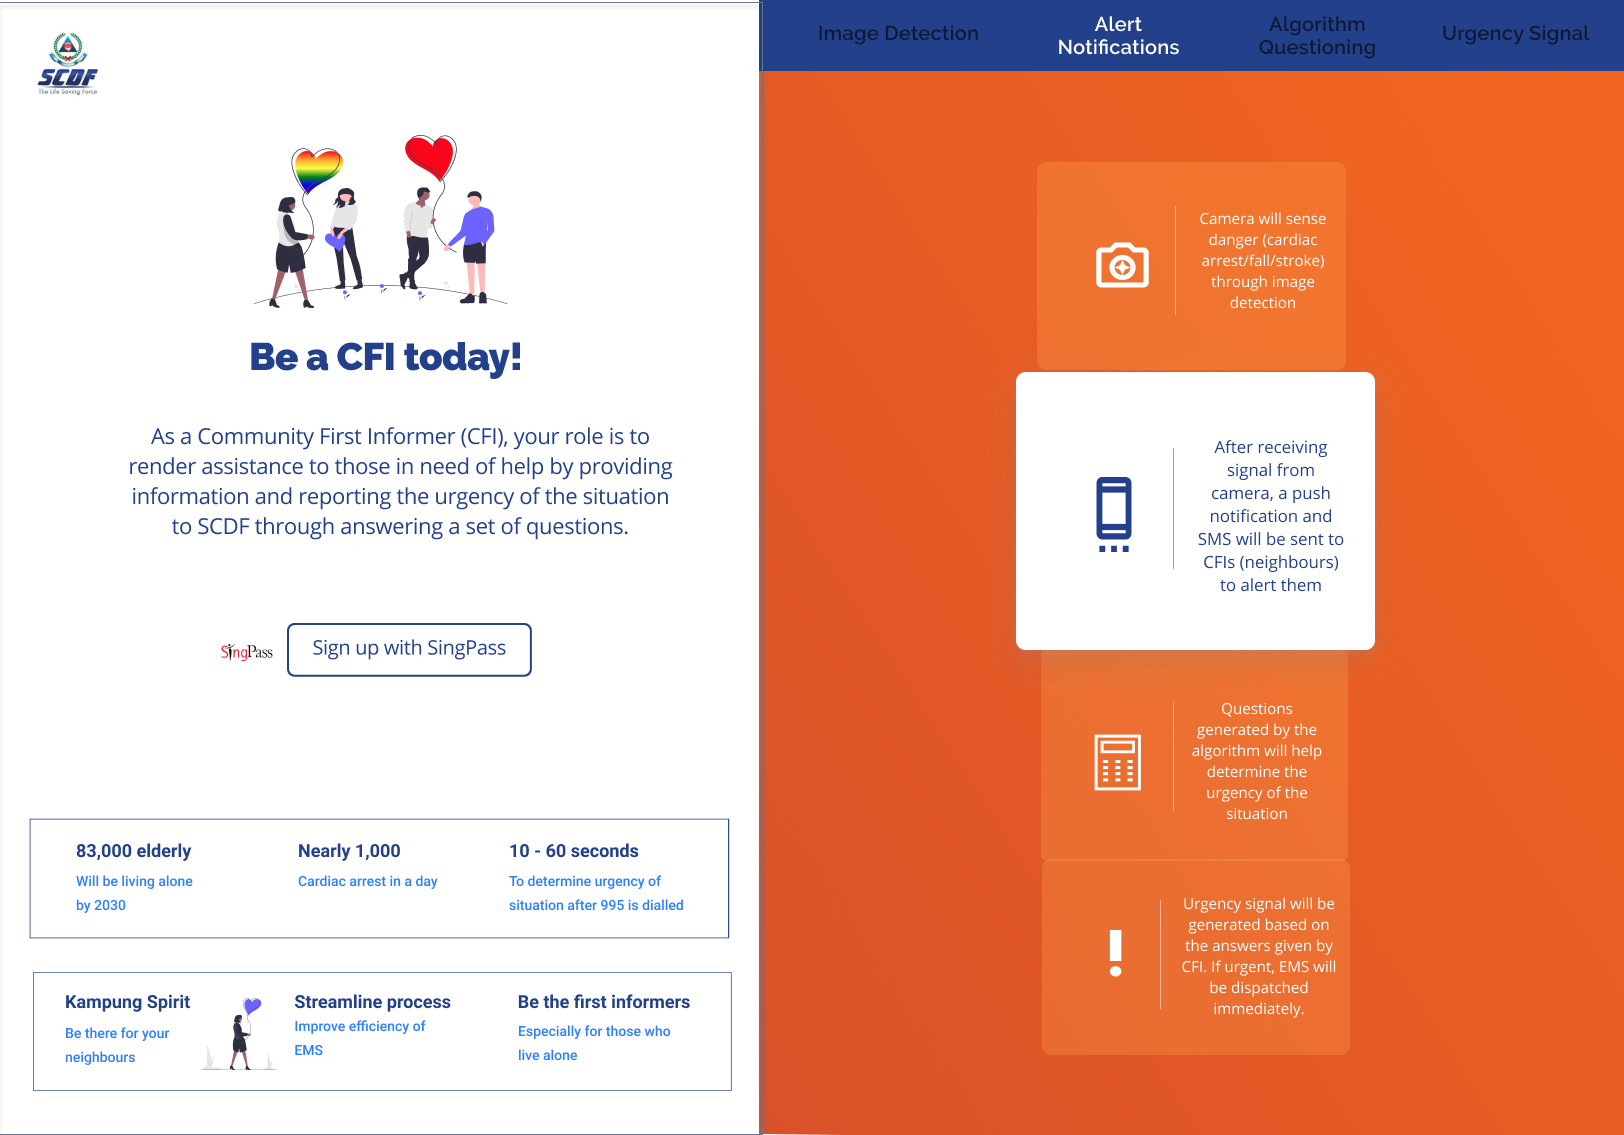 SCDF
The Life Saving Force
Be a CFI today!
As a Community First Informer (CFI), your role is to
render assistance to those in need of help by providing
information and reporting the urgency of the situation
to SCDF through answering a set of questions.
SingPass
Sign up with SingPass
83,000 elderly
Will be living alone
by 2030
Nearly 1,000
Cardiac arrest in a day
10 - 60 seconds
To determine urgency of
situation after 995 is dialled
Kampung Spirit
Be there for your
neighbours
Streamline process
Improve efficiency of
EMS
Be the first informers
Especially for those who
live alone
Image Detection
Alert
Notifications
Algorithm
Questioning
Urgency Signal
Camera will sense
danger (cardiac
arrest/fall/stroke)
through image
detection
After receiving
signal from
camera, a push
notification and
SMS will be sent to
CFIs (neighbours)
to alert them
Questions
generated by the
algorithm will help
determine the
urgency of the
situation
Urgency signal will be
generated based on
the answers given by
CFI. If urgent, EMS will
be dispatched
immediately.